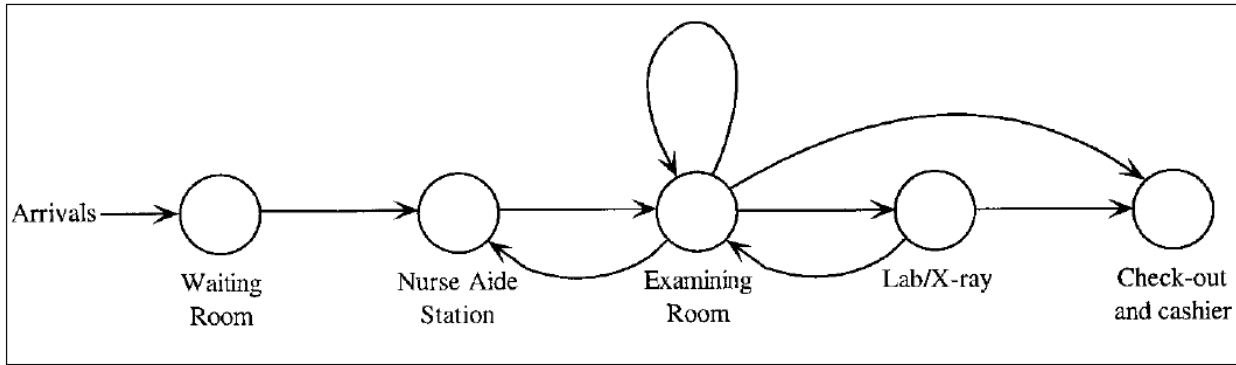 Arrivals
Waiting
Room
Nurse Aide
Station
Examining
Room
Lab/X-ray
Check-out
and cashier